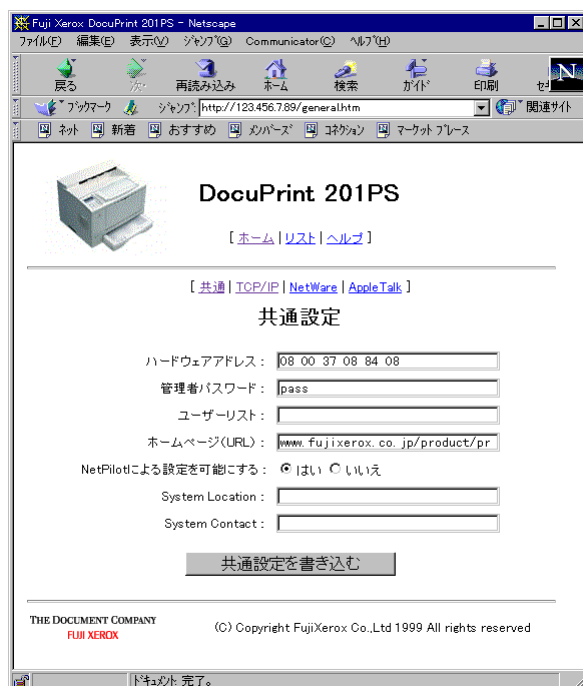 Fuji Xerox DocuPrint 201PS - Netscape
ファイル(F) 編集(E) 表示(V) ジャンプ(G) Communicator(C) ヘルプ(H)
戻る 次へ 再読み込み ホーム 検索 ガイド 印刷 セキ N
ブックマーク ジャンプ: http://123.456.7.89/general.htm 関連サイト
ネット 新着 おすすめ メンバーズ コネクション マーケットプレース
DocuPrint 201PS
[ ホーム | リスト | ヘルプ ]
[ 共通 | TCP/IP | NetWare | AppleTalk ]
共通設定
ハードウェアアドレス : 08 00 37 08 84 08
管理者パスワード : pass
ユーザーリスト :
ホームページ(URL) : www.fujixerox.co.jp/product/pr
NetPilotによる設定を可能にする : はい いいえ
System Location :
System Contact :
共通設定を書き込む
THE DOCUMENT COMPANY
FUJI XEROX
(C) Copyright FujiXerox Co.,Ltd 1999 All rights reserved
ドキュメント: 完了。